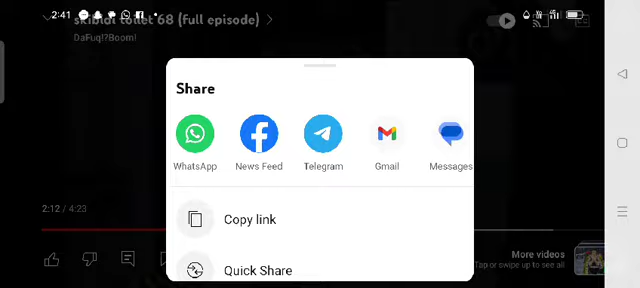 2:41
skibidi toilet 68 (full episode)
DaFuq!?Boom!
Share
WhatsApp
News Feed
Telegram
Gmail
Messages
Copy link
Quick Share
2:12 / 4:23
More videos
Tap or swipe up to see all